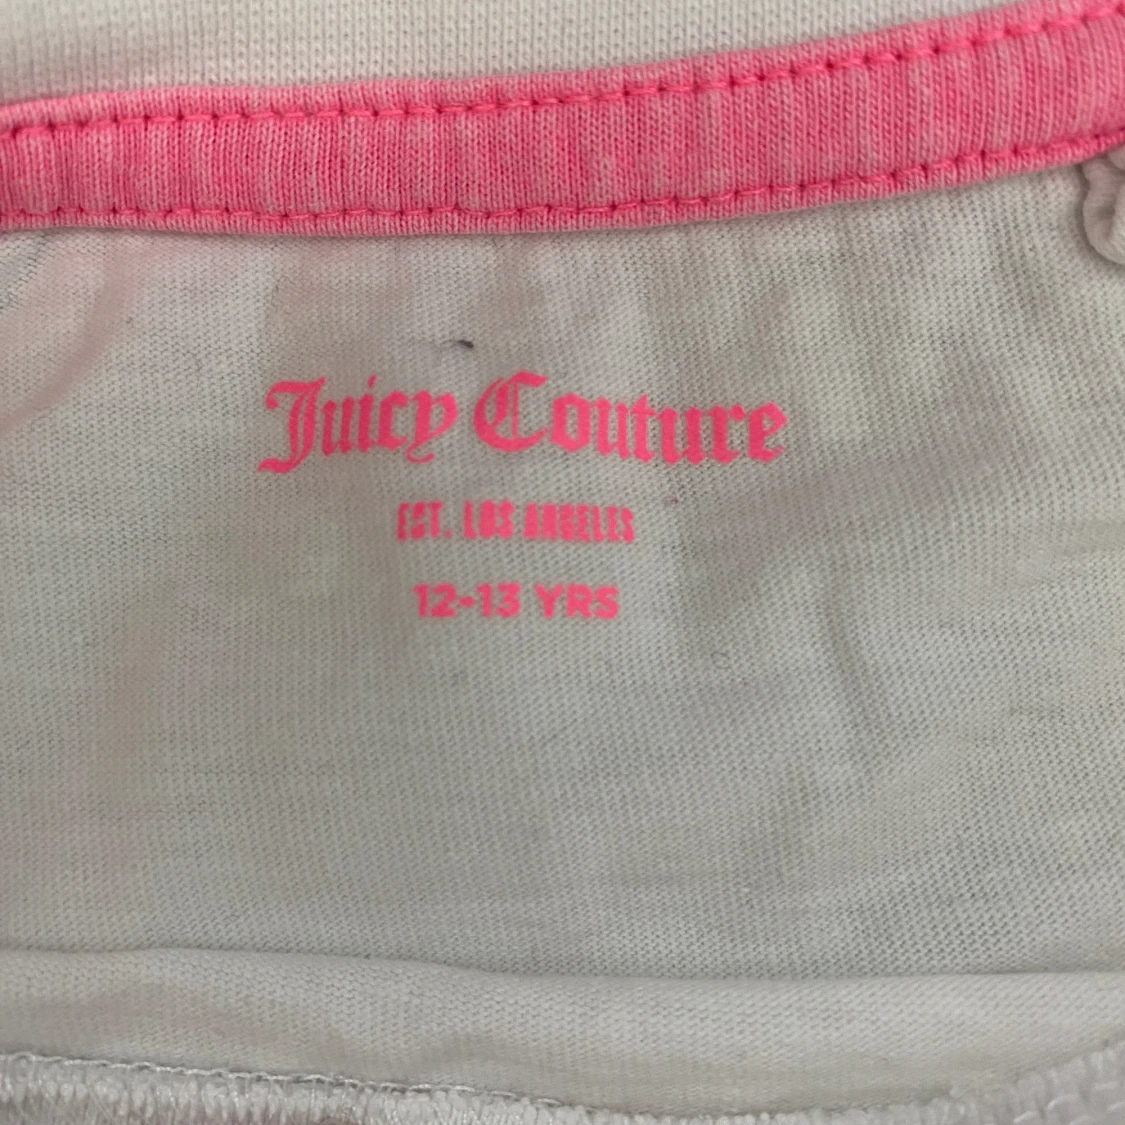 Juicy Couture
EST. LOS ANGELES
12-13 YRS